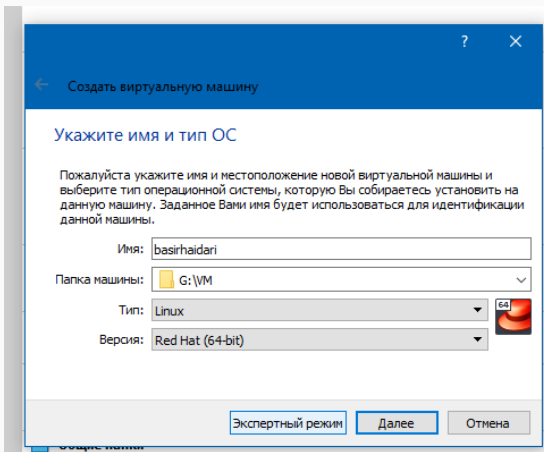 ?
Создать виртуальную машину
Укажите имя и тип ОС
Пожалуйста укажите имя и местоположение новой виртуальной машины и
выберите тип операционной системы, которую Вы собираетесь установить на
данную машину. Заданное Вами имя будет использоваться для идентификации
данной машины.
Имя: basirhaidari
Папка машины: G:\VM
Тип: Linux
64
Версия: Red Hat (64-bit)
Экспертный режим Далее Отмена
Общие папки